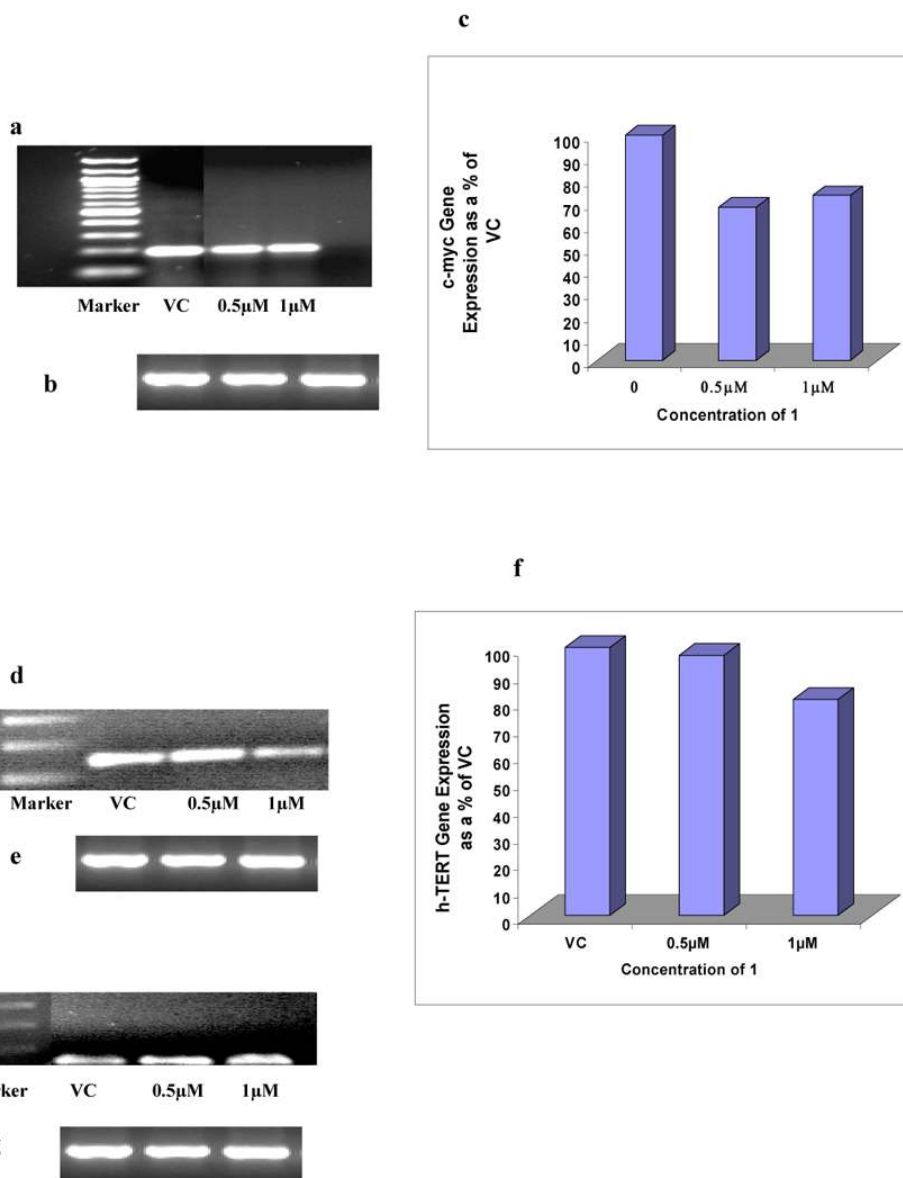 c
a
Marker VC 0.5µM 1µM
b
c-myc Gene
Expression as a % of
VC
100
90
80
70
60
50
40
30
20
10
0
0 0.5µM 1µM
Concentration of 1
f
d
Marker VC 0.5µM 1µM
e
h-TERT Gene Expression
as a % of VC
100
90
80
70
60
50
40
30
20
10
0
VC 0.5µM 1µM
Concentration of 1
rker VC 0.5µM 1µM